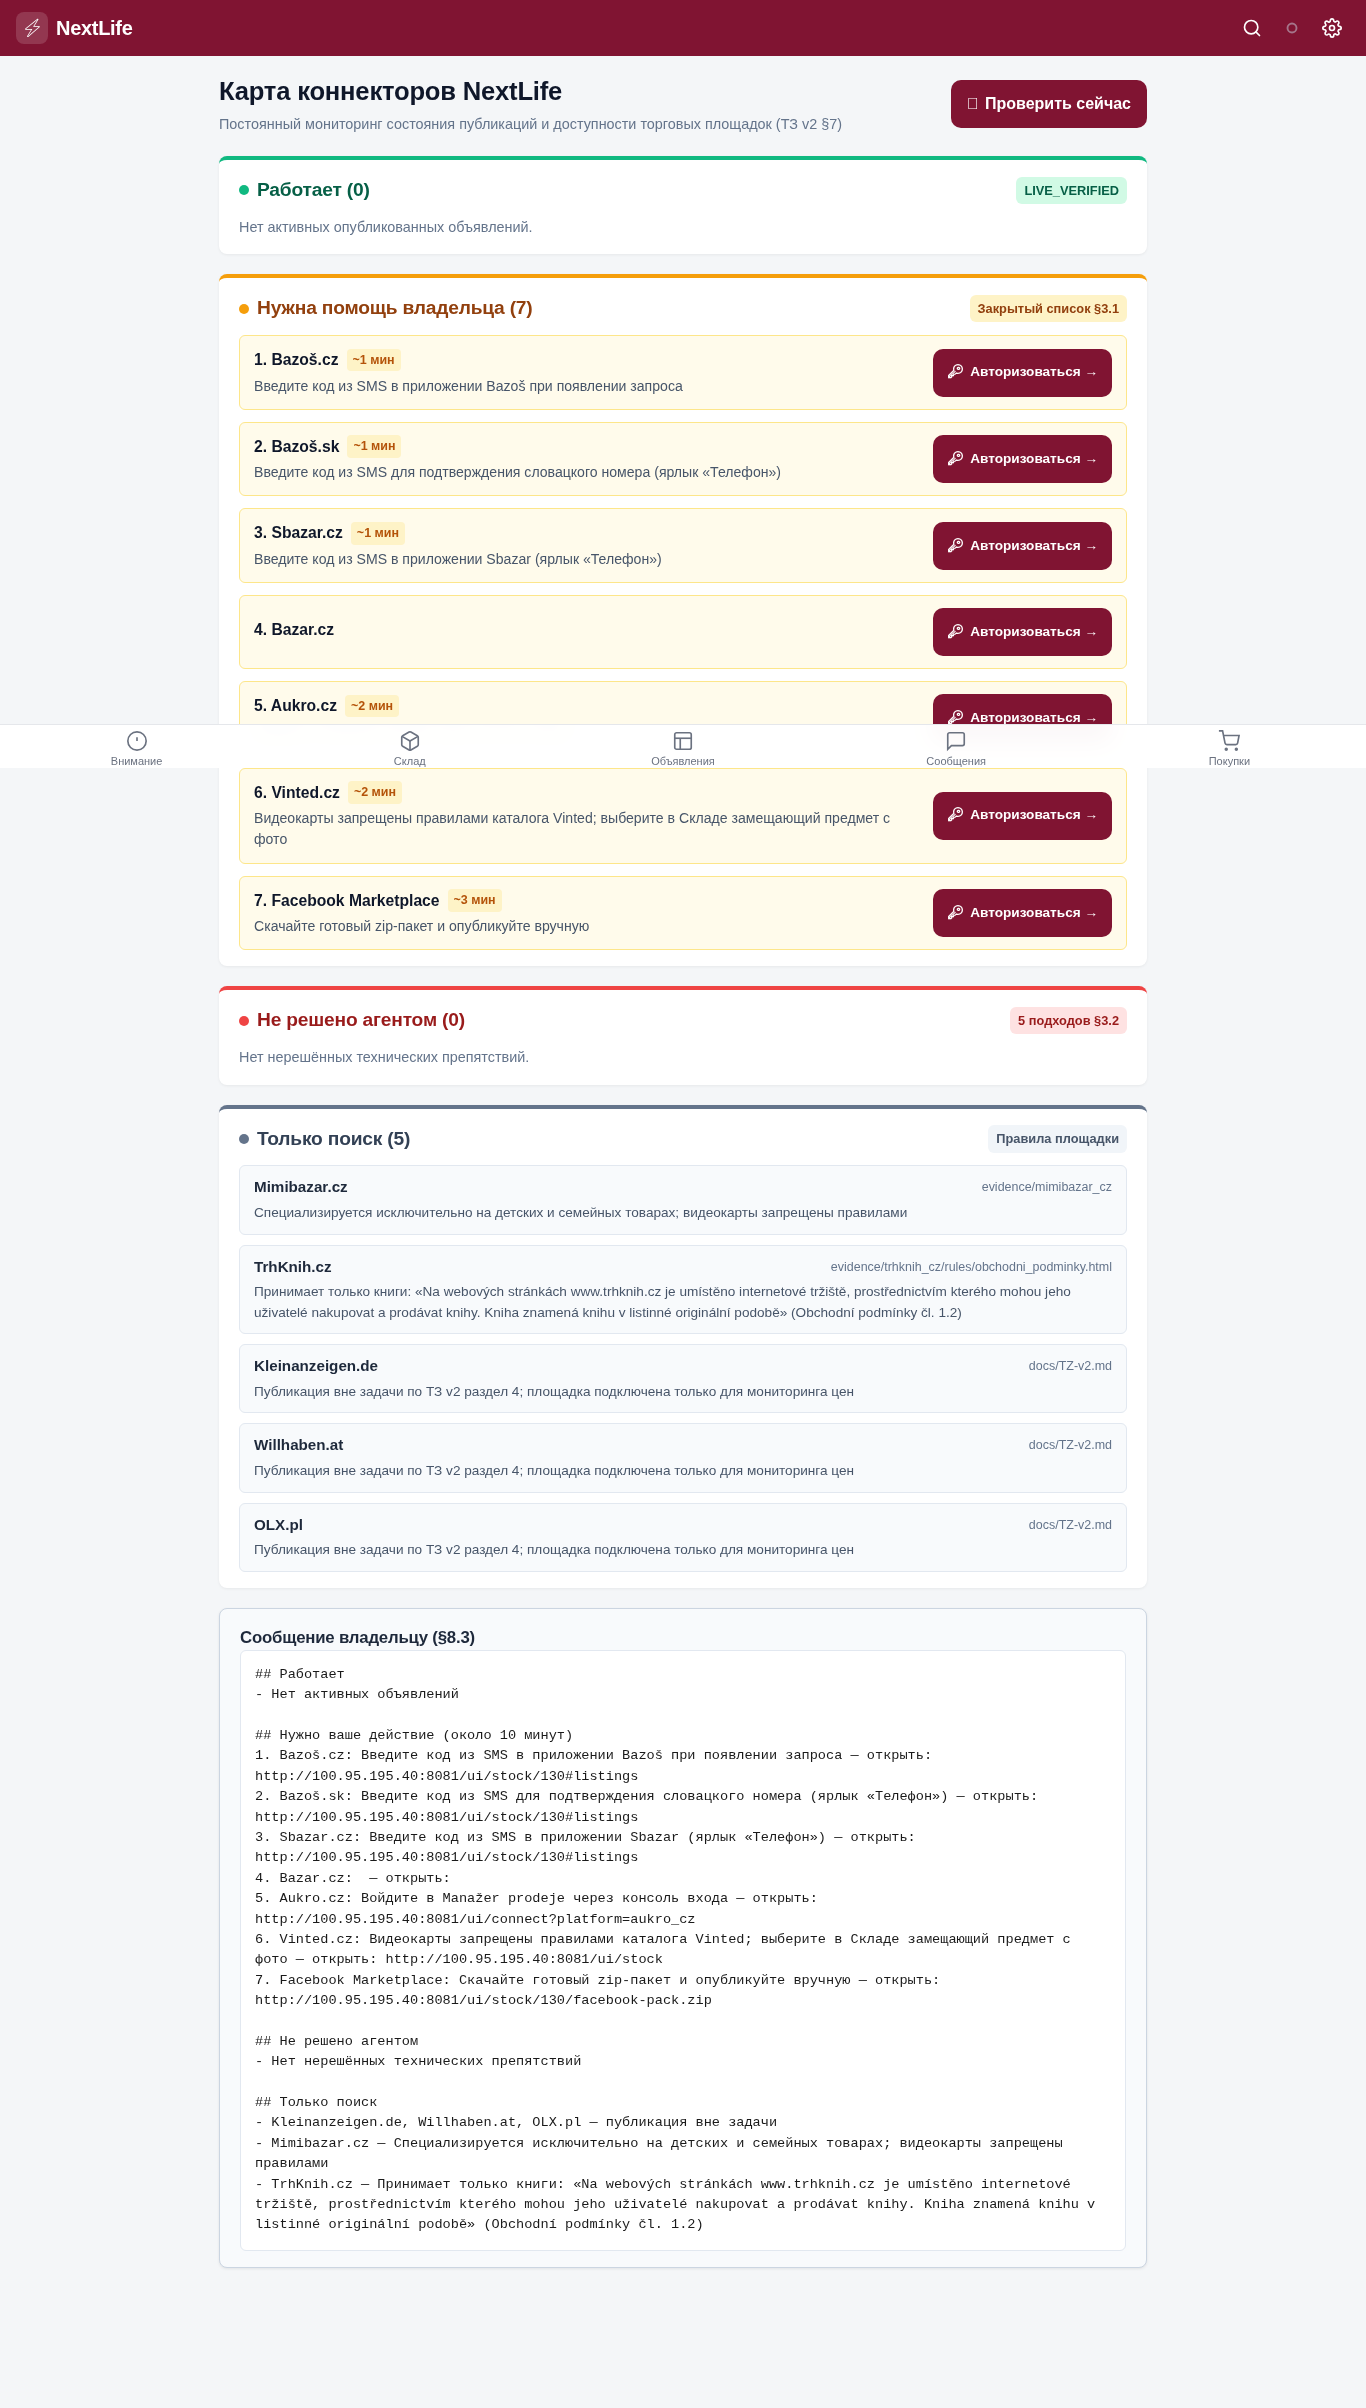 NextLife
Карта коннекторов NextLife
Проверить сейчас
Постоянный мониторинг состояния публикаций и доступности торговых площадок (ТЗ v2 §7)
Работает (0)
LIVE_VERIFIED
Нет активных опубликованных объявлений.
Нужна помощь владельца (7)
Закрытый список §3.1
1. Bazoš.cz ~1 мин
Авторизоваться →
Введите код из SMS в приложении Bazoš при появлении запроса
2. Bazoš.sk ~1 мин
Авторизоваться →
Введите код из SMS для подтверждения словацкого номера (ярлык «Телефон»)
3. Sbazar.cz ~1 мин
Авторизоваться →
Введите код из SMS в приложении Sbazar (ярлык «Телефон»)
4. Bazar.cz
Авторизоваться →
5. Aukro.cz ~2 мин
Авторизоваться →
Внимание
Склад
Объявления
Сообщения
Покупки
6. Vinted.cz ~2 мин
Авторизоваться →
Видеокарты запрещены правилами каталога Vinted; выберите в Складе замещающий предмет с
фото
7. Facebook Marketplace ~3 мин
Авторизоваться →
Скачайте готовый zip-пакет и опубликуйте вручную
Не решено агентом (0)
5 подходов §3.2
Нет нерешённых технических препятствий.
Только поиск (5)
Правила площадки
Mimibazar.cz
evidence/mimibazar_cz
Специализируется исключительно на детских и семейных товарах; видеокарты запрещены правилами
TrhKnih.cz
evidence/trhknih_cz/rules/obchodni_podminky.html
Принимает только книги: «Na webových stránkách www.trhknih.cz je umístěno internetové tržiště, prostřednictvím kterého mohou jeho
uživatelé nakupovat a prodávat knihy. Kniha znamená knihu v listinné originální podobě» (Obchodní podmínky čl. 1.2)
Kleinanzeigen.de
docs/TZ-v2.md
Публикация вне задачи по ТЗ v2 раздел 4; площадка подключена только для мониторинга цен
Willhaben.at
docs/TZ-v2.md
Публикация вне задачи по ТЗ v2 раздел 4; площадка подключена только для мониторинга цен
OLX.pl
docs/TZ-v2.md
Публикация вне задачи по ТЗ v2 раздел 4; площадка подключена только для мониторинга цен
Сообщение владельцу (§8.3)
## Работает
- Нет активных объявлений
## Нужно ваше действие (около 10 минут)
1. Bazoš.cz: Введите код из SMS в приложении Bazoš при появлении запроса — открыть:
http://100.95.195.40:8081/ui/stock/130#listings
2. Bazoš.sk: Введите код из SMS для подтверждения словацкого номера (ярлык «Телефон») — открыть:
http://100.95.195.40:8081/ui/stock/130#listings
3. Sbazar.cz: Введите код из SMS в приложении Sbazar (ярлык «Телефон») — открыть:
http://100.95.195.40:8081/ui/stock/130#listings
4. Bazar.cz:  — открыть:
5. Aukro.cz: Войдите в Manažer prodeje через консоль входа — открыть:
http://100.95.195.40:8081/ui/connect?platform=aukro_cz
6. Vinted.cz: Видеокарты запрещены правилами каталога Vinted; выберите в Складе замещающий предмет с
фото — открыть: http://100.95.195.40:8081/ui/stock
7. Facebook Marketplace: Скачайте готовый zip-пакет и опубликуйте вручную — открыть:
http://100.95.195.40:8081/ui/stock/130/facebook-pack.zip
## Не решено агентом
- Нет нерешённых технических препятствий
## Только поиск
- Kleinanzeigen.de, Willhaben.at, OLX.pl — публикация вне задачи
- Mimibazar.cz — Специализируется исключительно на детских и семейных товарах; видеокарты запрещены
правилами
- TrhKnih.cz — Принимает только книги: «Na webových stránkách www.trhknih.cz je umístěno internetové
tržiště, prostřednictvím kterého mohou jeho uživatelé nakupovat a prodávat knihy. Kniha znamená knihu v
listinné originální podobě» (Obchodní podmínky čl. 1.2)